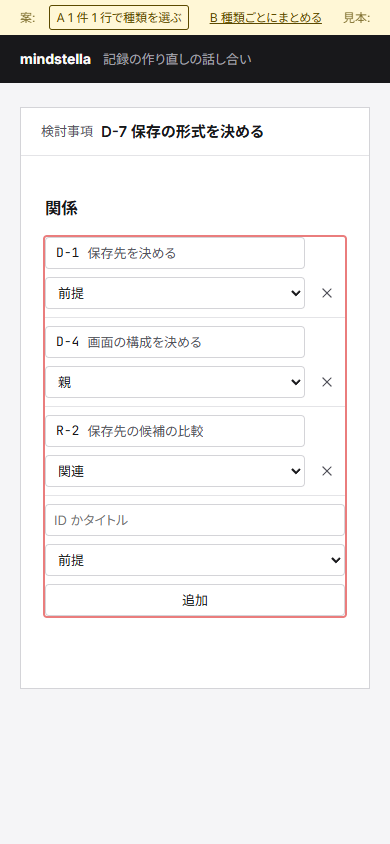 案: A 1 件 1 行で種類を選ぶ B 種類ごとにまとめる 見本:
mindstella 記録の作り直しの話し合い
検討事項 D-7 保存の形式を決める
関係
D-1 保存先を決める
前提
D-4 画面の構成を決める
親
R-2 保存先の候補の比較
関連
ID かタイトル
前提
追加